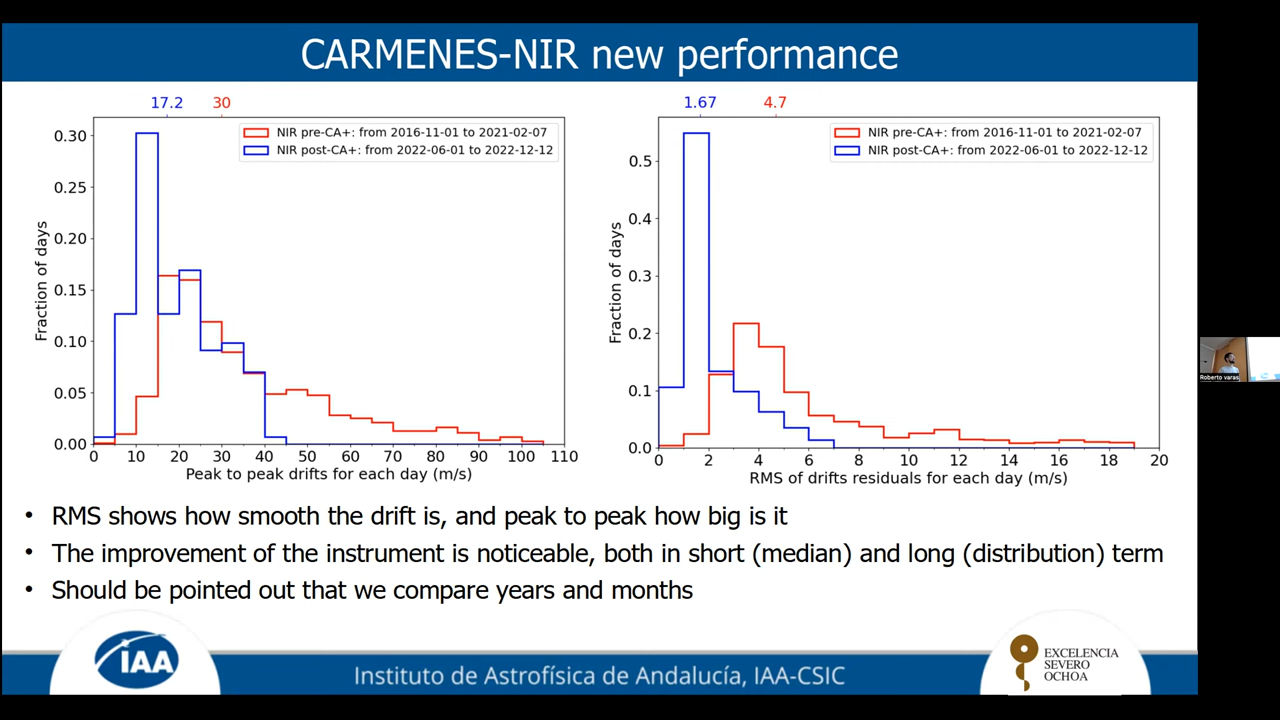 CARMENES-NIR new performance
17.2 30
NIR pre-CA+: from 2016-11-01 to 2021-02-07
NIR post-CA+: from 2022-06-01 to 2022-12-12
Fraction of days
0.30
0.25
0.20
0.15
0.10
0.05
0.00
0 10 20 30 40 50 60 70 80 90 100 110
Peak to peak drifts for each day (m/s)
1.67 4.7
NIR pre-CA+: from 2016-11-01 to 2021-02-07
NIR post-CA+: from 2022-06-01 to 2022-12-12
Fraction of days
0.5
0.4
0.3
0.2
0.1
0.0
0 2 4 6 8 10 12 14 16 18 20
RMS of drifts residuals for each day (m/s)
Roberto varas
• RMS shows how smooth the drift is, and peak to peak how big is it
• The improvement of the instrument is noticeable, both in short (median) and long (distribution) term
• Should be pointed out that we compare years and months
IAA
Instituto de Astrofísica de Andalucía, IAA-CSIC
EXCELENCIA
SEVERO
OCHOA